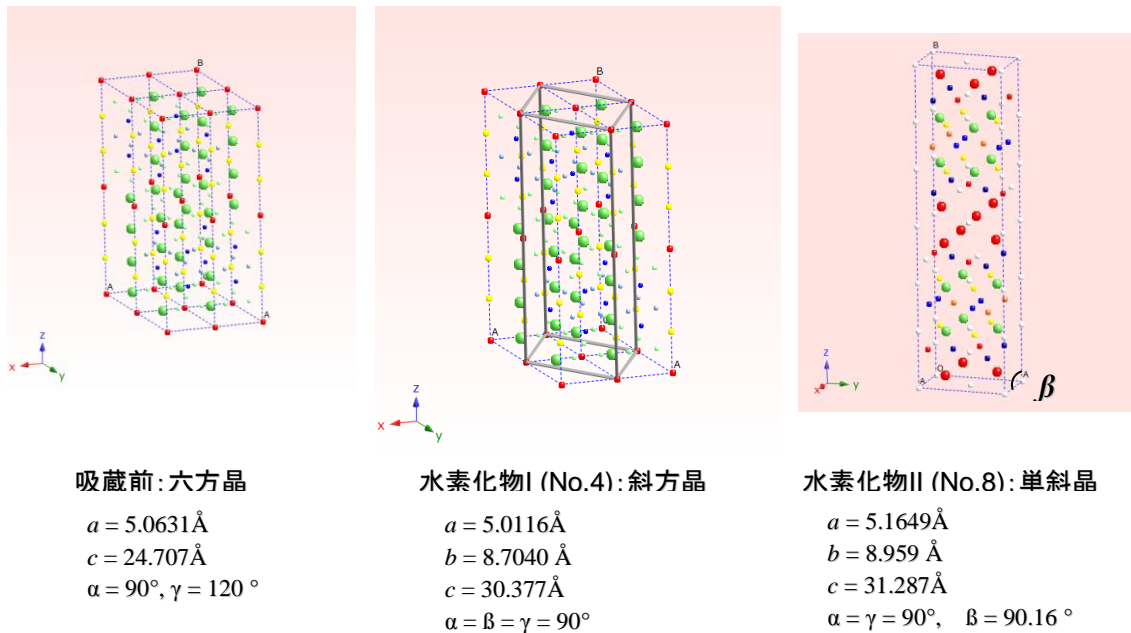 B
A
A
z
x
y
B
A
A
z
x
y
B
A
O
A
β
z
x
y
吸蔵前:六方晶
a = 5.0631Å
c = 24.707Å
α = 90°, γ = 120 °
水素化物I (No.4):斜方晶
a = 5.0116Å
b = 8.7040 Å
c = 30.377Å
α = ß = γ = 90°
水素化物II (No.8):単斜晶
a = 5.1649Å
b = 8.959 Å
c = 31.287Å
α = γ = 90°, ß = 90.16 °